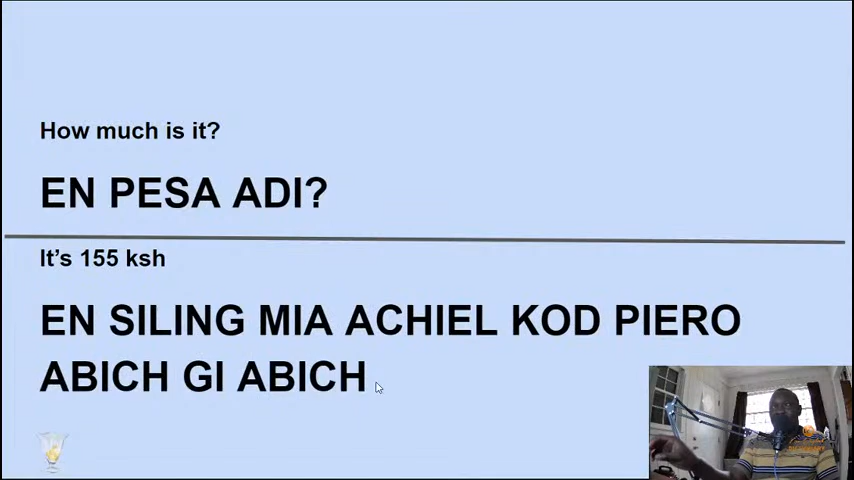 How much is it?
EN PESA ADI?
It's 155 ksh
EN SILING MIA ACHIEL KOD PIERO
ABICH GI ABICH